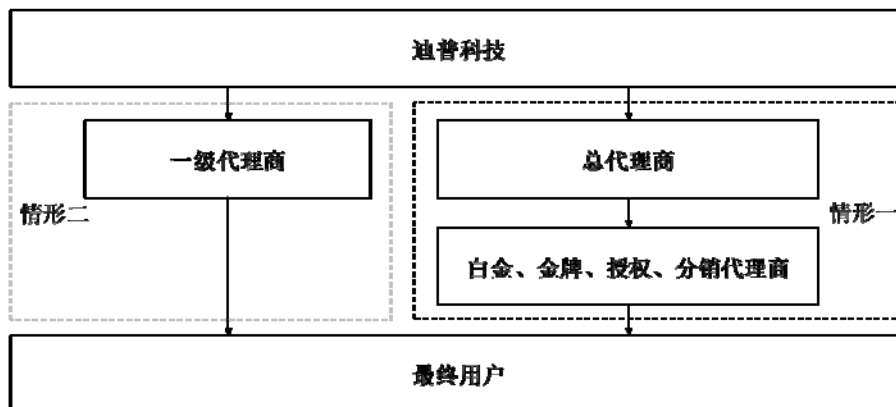 迪普科技
一级代理商
总代理商
情形二
情形一
白金、金牌、授权、分销代理商
最终用户